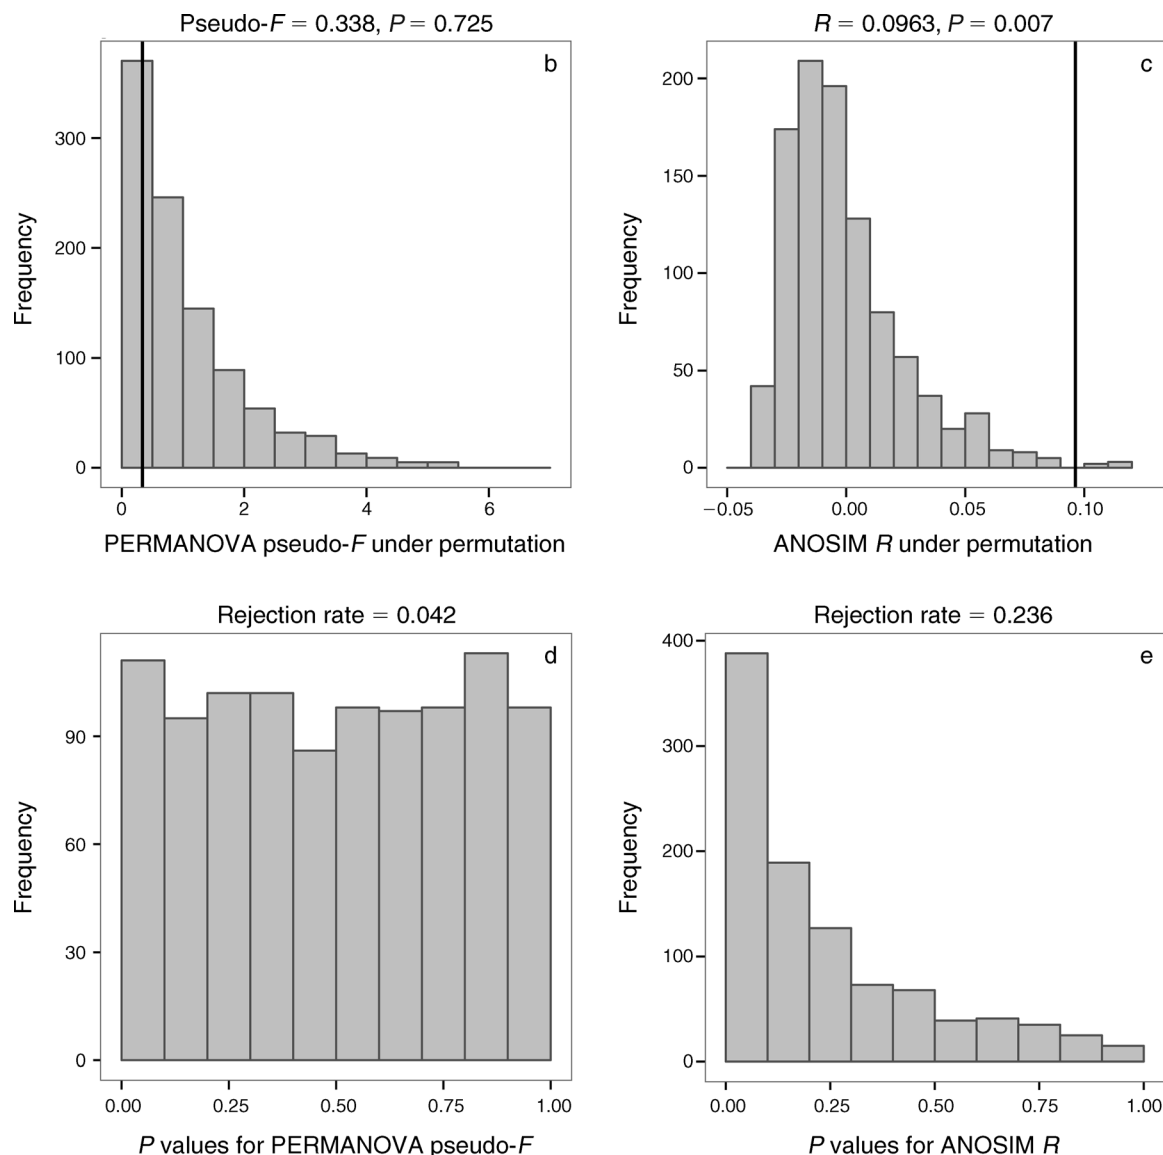 Pseudo-F = 0.338, P = 0.725
b
Frequency
300
200
100
0
0 2 4 6
PERMANOVA pseudo-F under permutation
R = 0.0963, P = 0.007
c
Frequency
200
150
100
50
0
−0.05 0.00 0.05 0.10
ANOSIM R under permutation
Rejection rate = 0.042
d
Frequency
90
60
30
0
0.00 0.25 0.50 0.75 1.00
P values for PERMANOVA pseudo-F
Rejection rate = 0.236
e
Frequency
400
300
200
100
0
0.00 0.25 0.50 0.75 1.00
P values for ANOSIM R